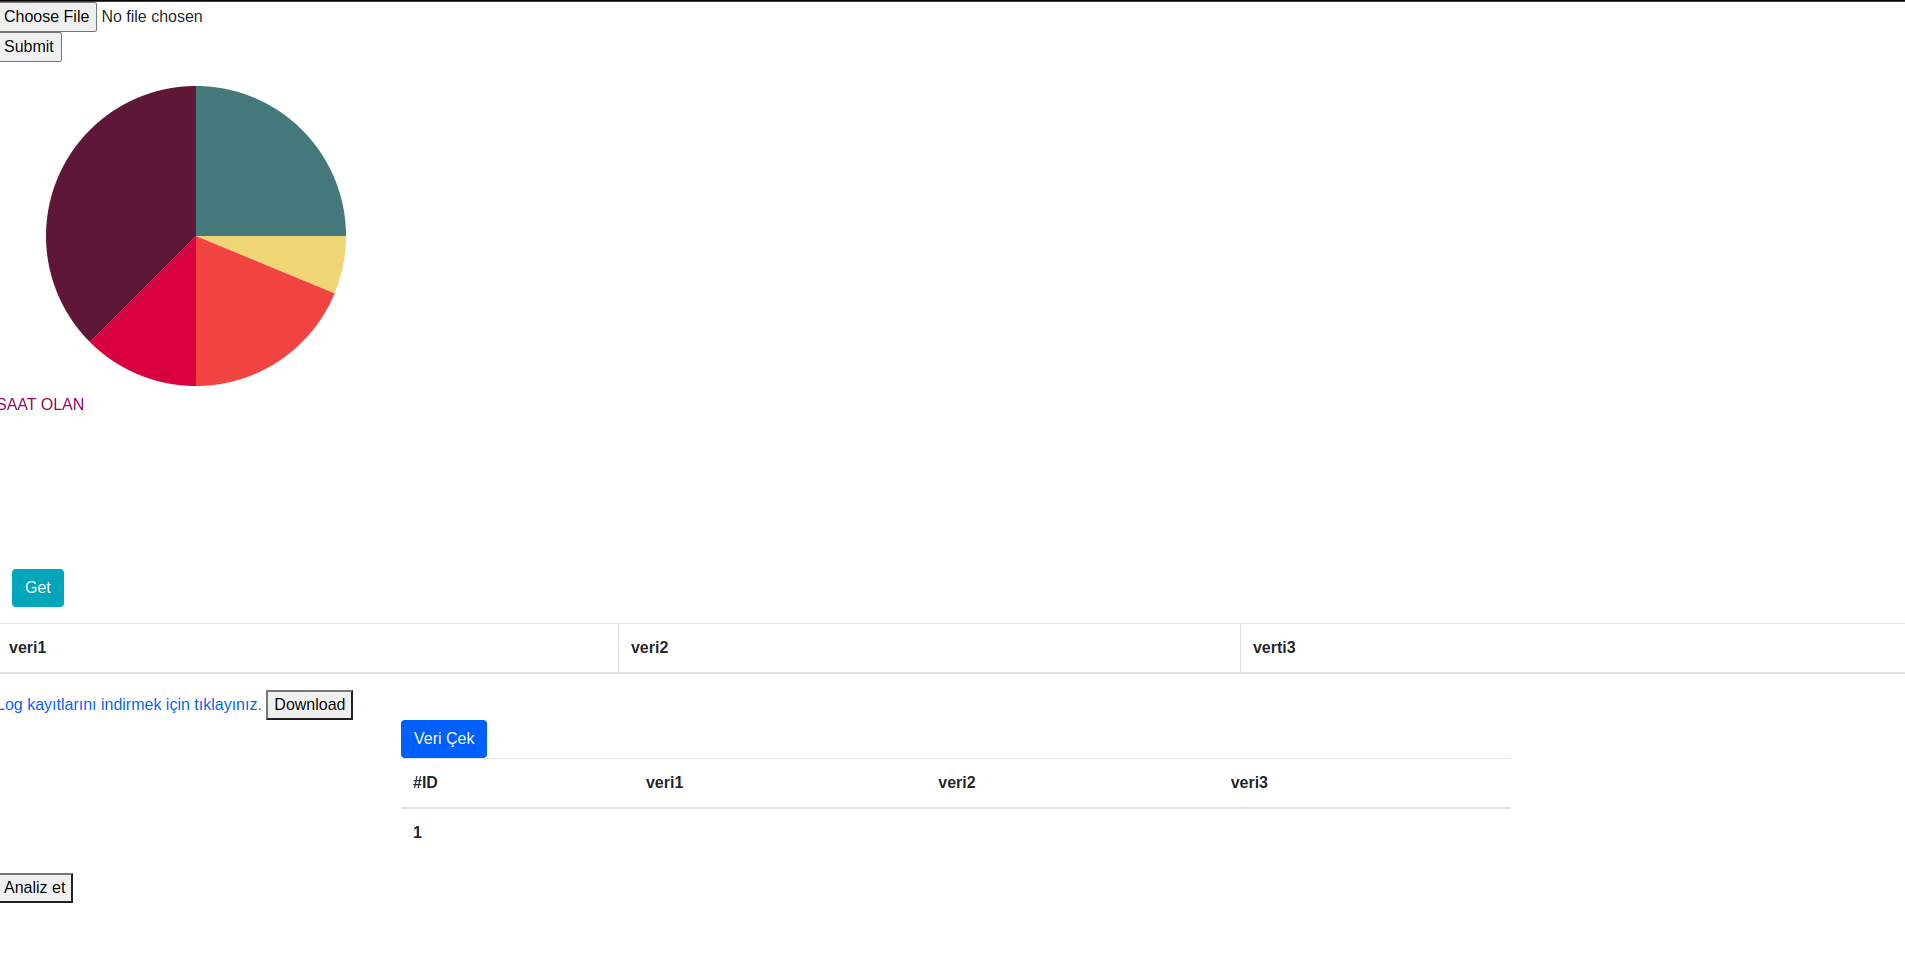 Choose File No file chosen
Submit
SAAT OLAN
Get
veri1 veri2 verti3
Log kayıtlarını indirmek için tıklayınız. Download
Veri Çek
#ID veri1 veri2 veri3
1
Analiz et